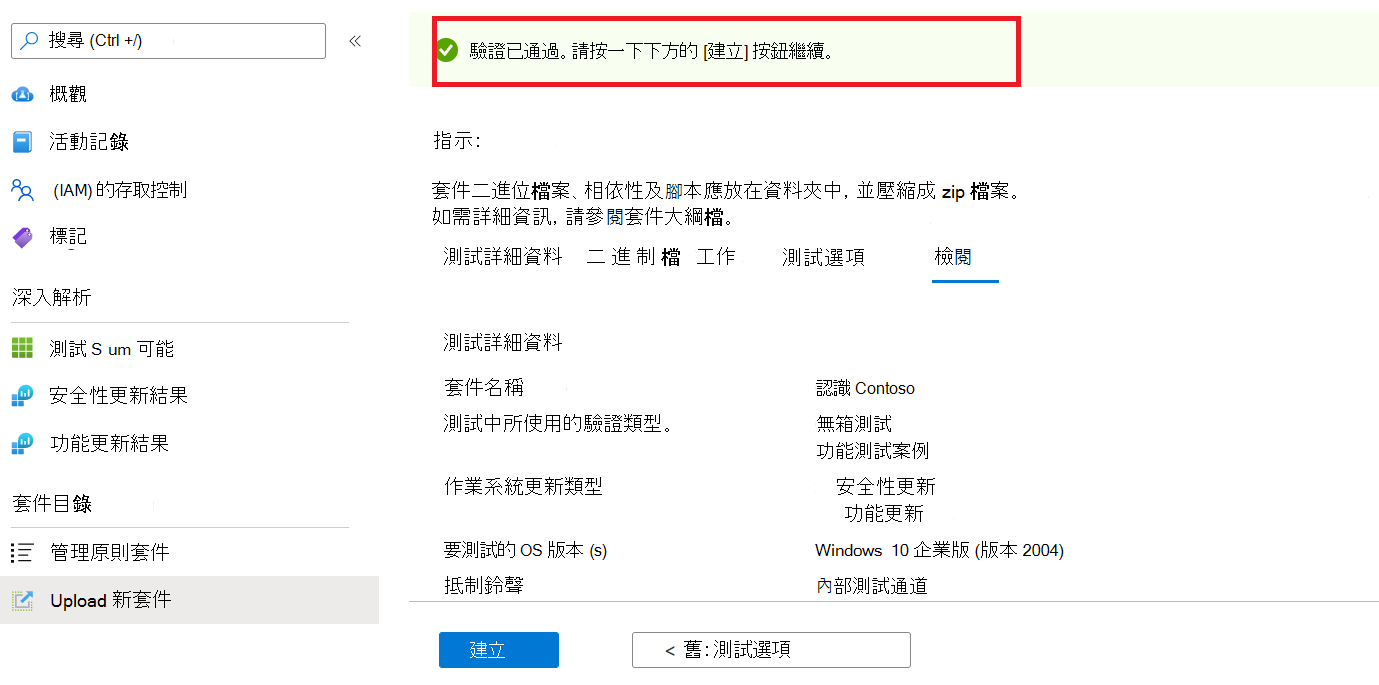 搜尋 (Ctrl +/)
«
概觀
活動記錄
(IAM) 的存取控制
標記
深入解析
測試 S um 可能
安全性更新結果
功能更新結果
套件目錄
管理原則套件
Upload 新套件
驗證已通過。請按一下下方的 [建立] 按鈕繼續。
指示:
套件二進位檔案、相依性及腳本應放在資料夾中, 並壓縮成 zip 檔案。
如需詳細資訊, 請參閱套件大綱檔。
測試詳細資料 二 進 制 檔 工作 測試選項 檢閱
測試詳細資料
套件名稱 認識 Contoso
測試中所使用的驗證類型。 無箱測試
功能測試案例
作業系統更新類型 安全性更新
功能更新
要測試的 OS 版本 (s) Windows 10 企業版 (版本 2004)
抵制鈴聲 內部測試通道
建立 < 舊: 測試選項